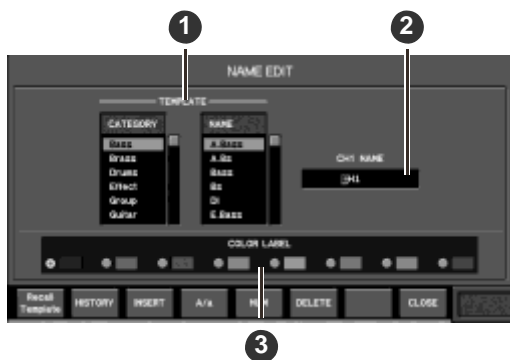 1
2
NAME EDIT
TEMPLATE
CATEGORY
NAME
Bass
A.Bass
Brass
A.Bs
Drums
Bass
Effect
Bs
Group
DI
Guitar
E.Bass
CH1 NAME
CH1
COLOR LABEL
Recall Template
HISTORY
INSERT
A/a
DELETE
CLOSE
3